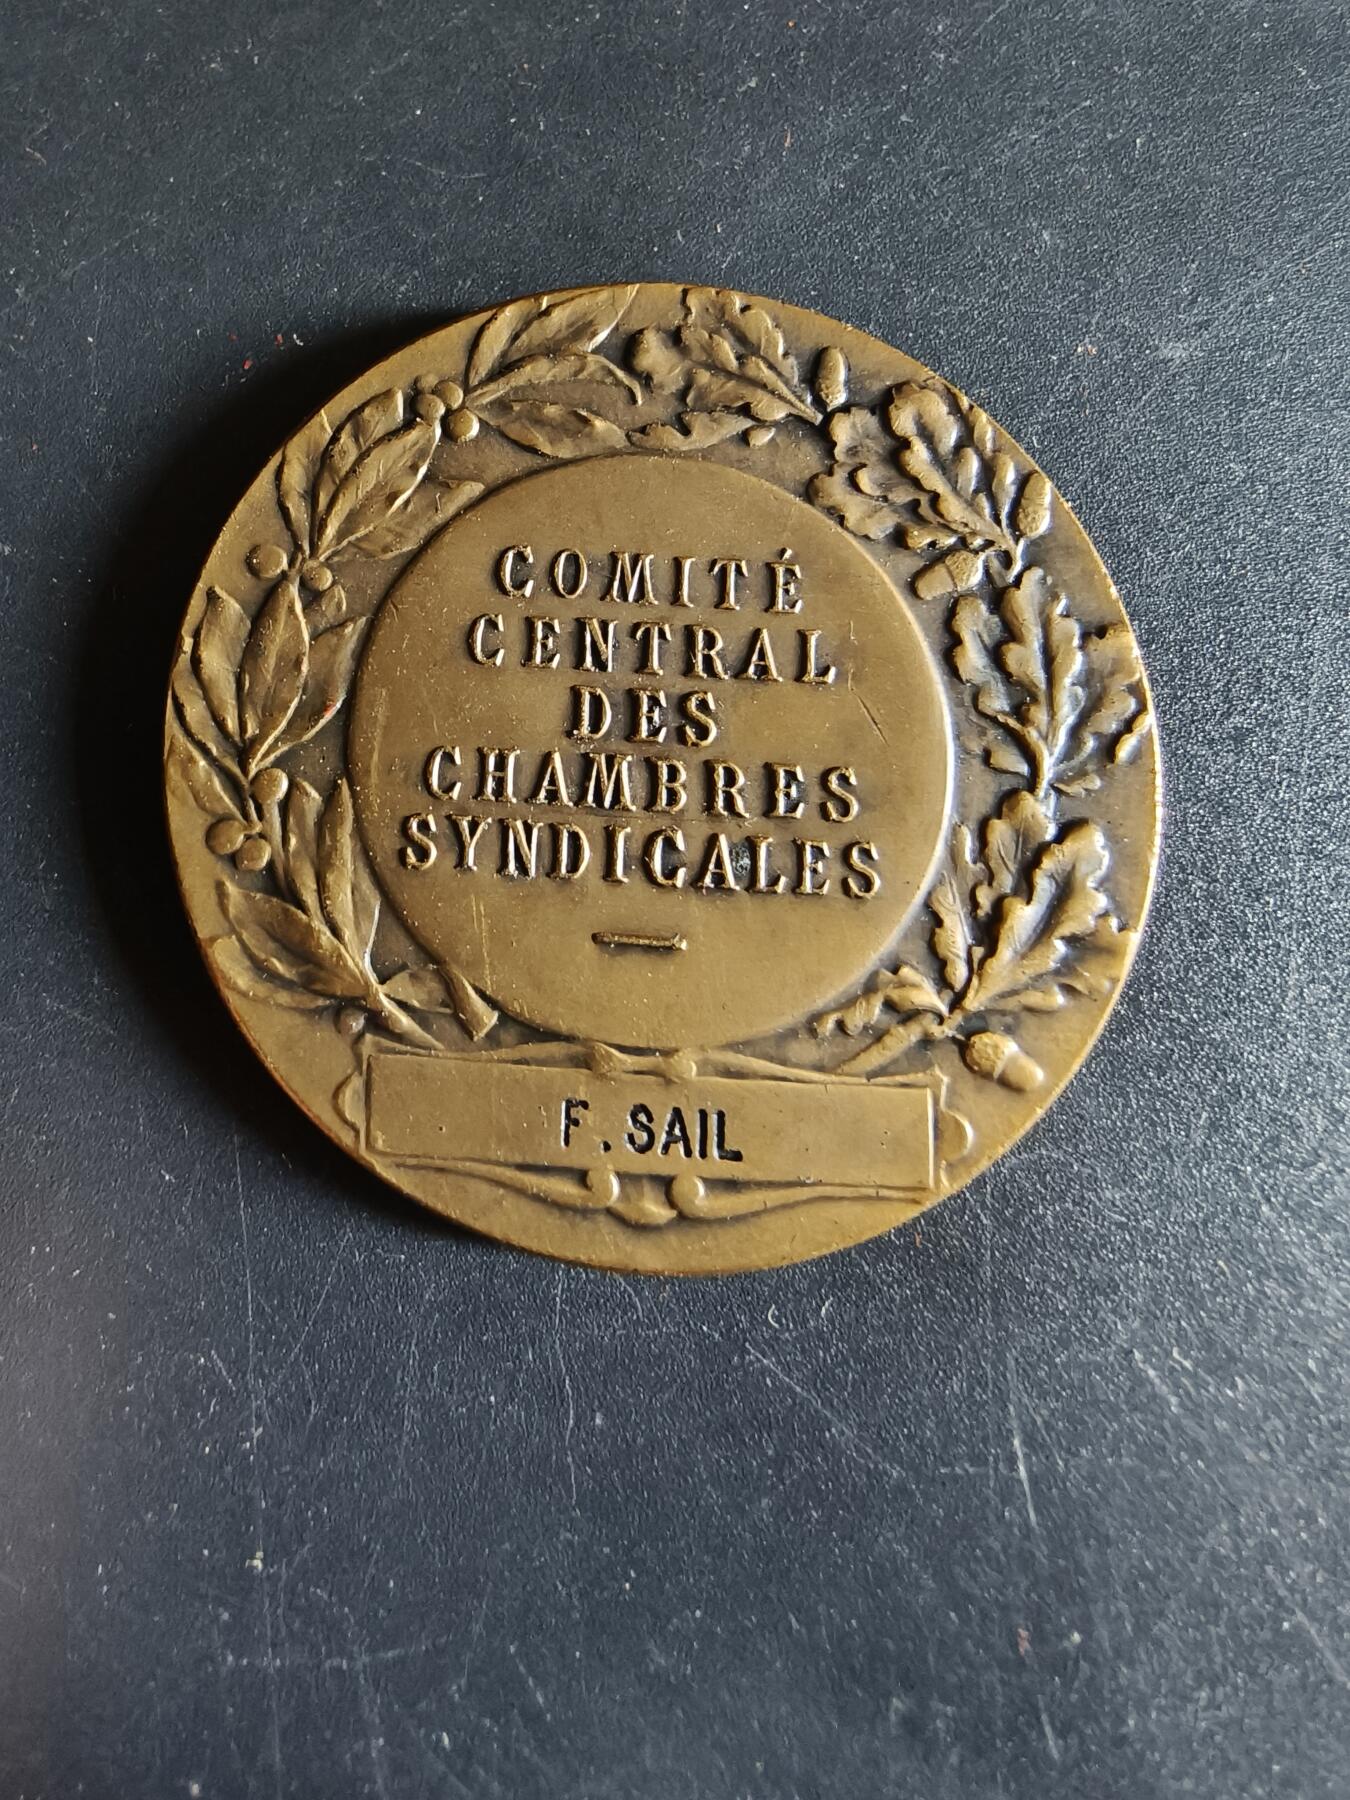 COMITÉ
CENTRAL
DES
CHAMBRES
SYNDICALES
F. SAIL